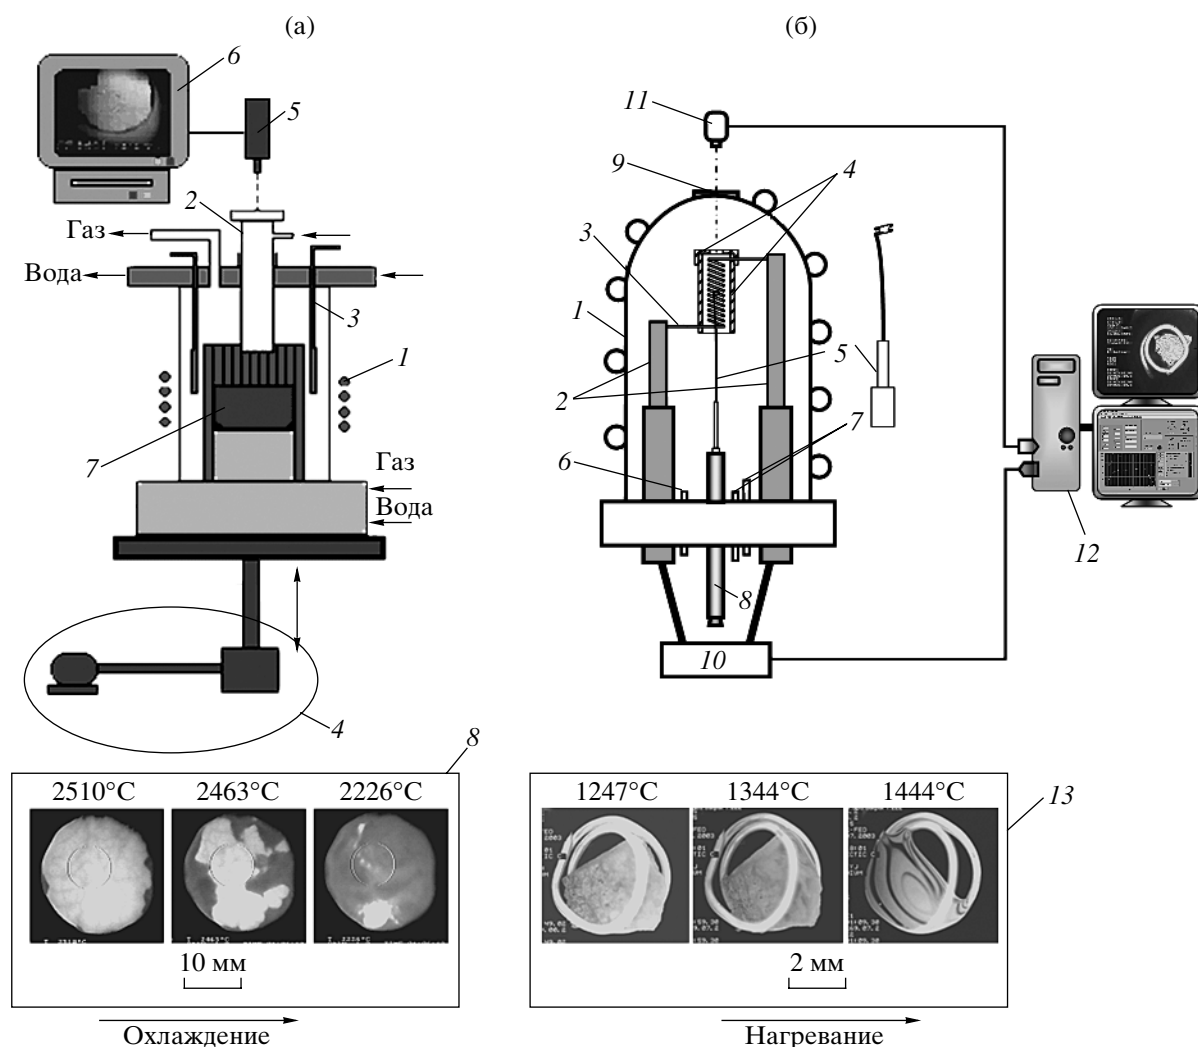 (а)
(б)
6
5
2
Газ
Вода
3
1
7
Газ
Вода
4
11
9
4
3
1
5
2
7
6
8
10
12
8
2510°C
2463°C
2226°C
10 мм
Охлаждение
13
1247°C
1344°C
1444°C
2 мм
Нагревание